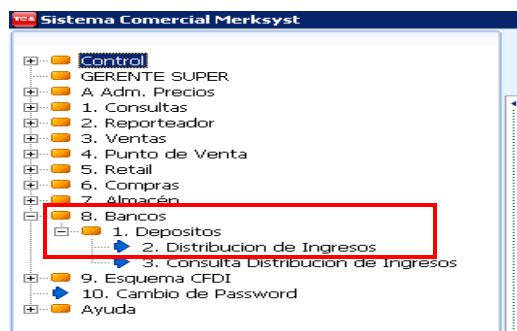 TCA Sistema Comercial Merksyst
Control
GERENTE SUPER
A Adm. Precios
1. Consultas
2. Reporteador
3. Ventas
4. Punto de Venta
5. Retail
6. Compras
7. Almacén
8. Bancos
1. Depositos
2. Distribucion de Ingresos
3. Consulta Distribucion de Ingresos
9. Esquema CFDI
10. Cambio de Password
Ayuda